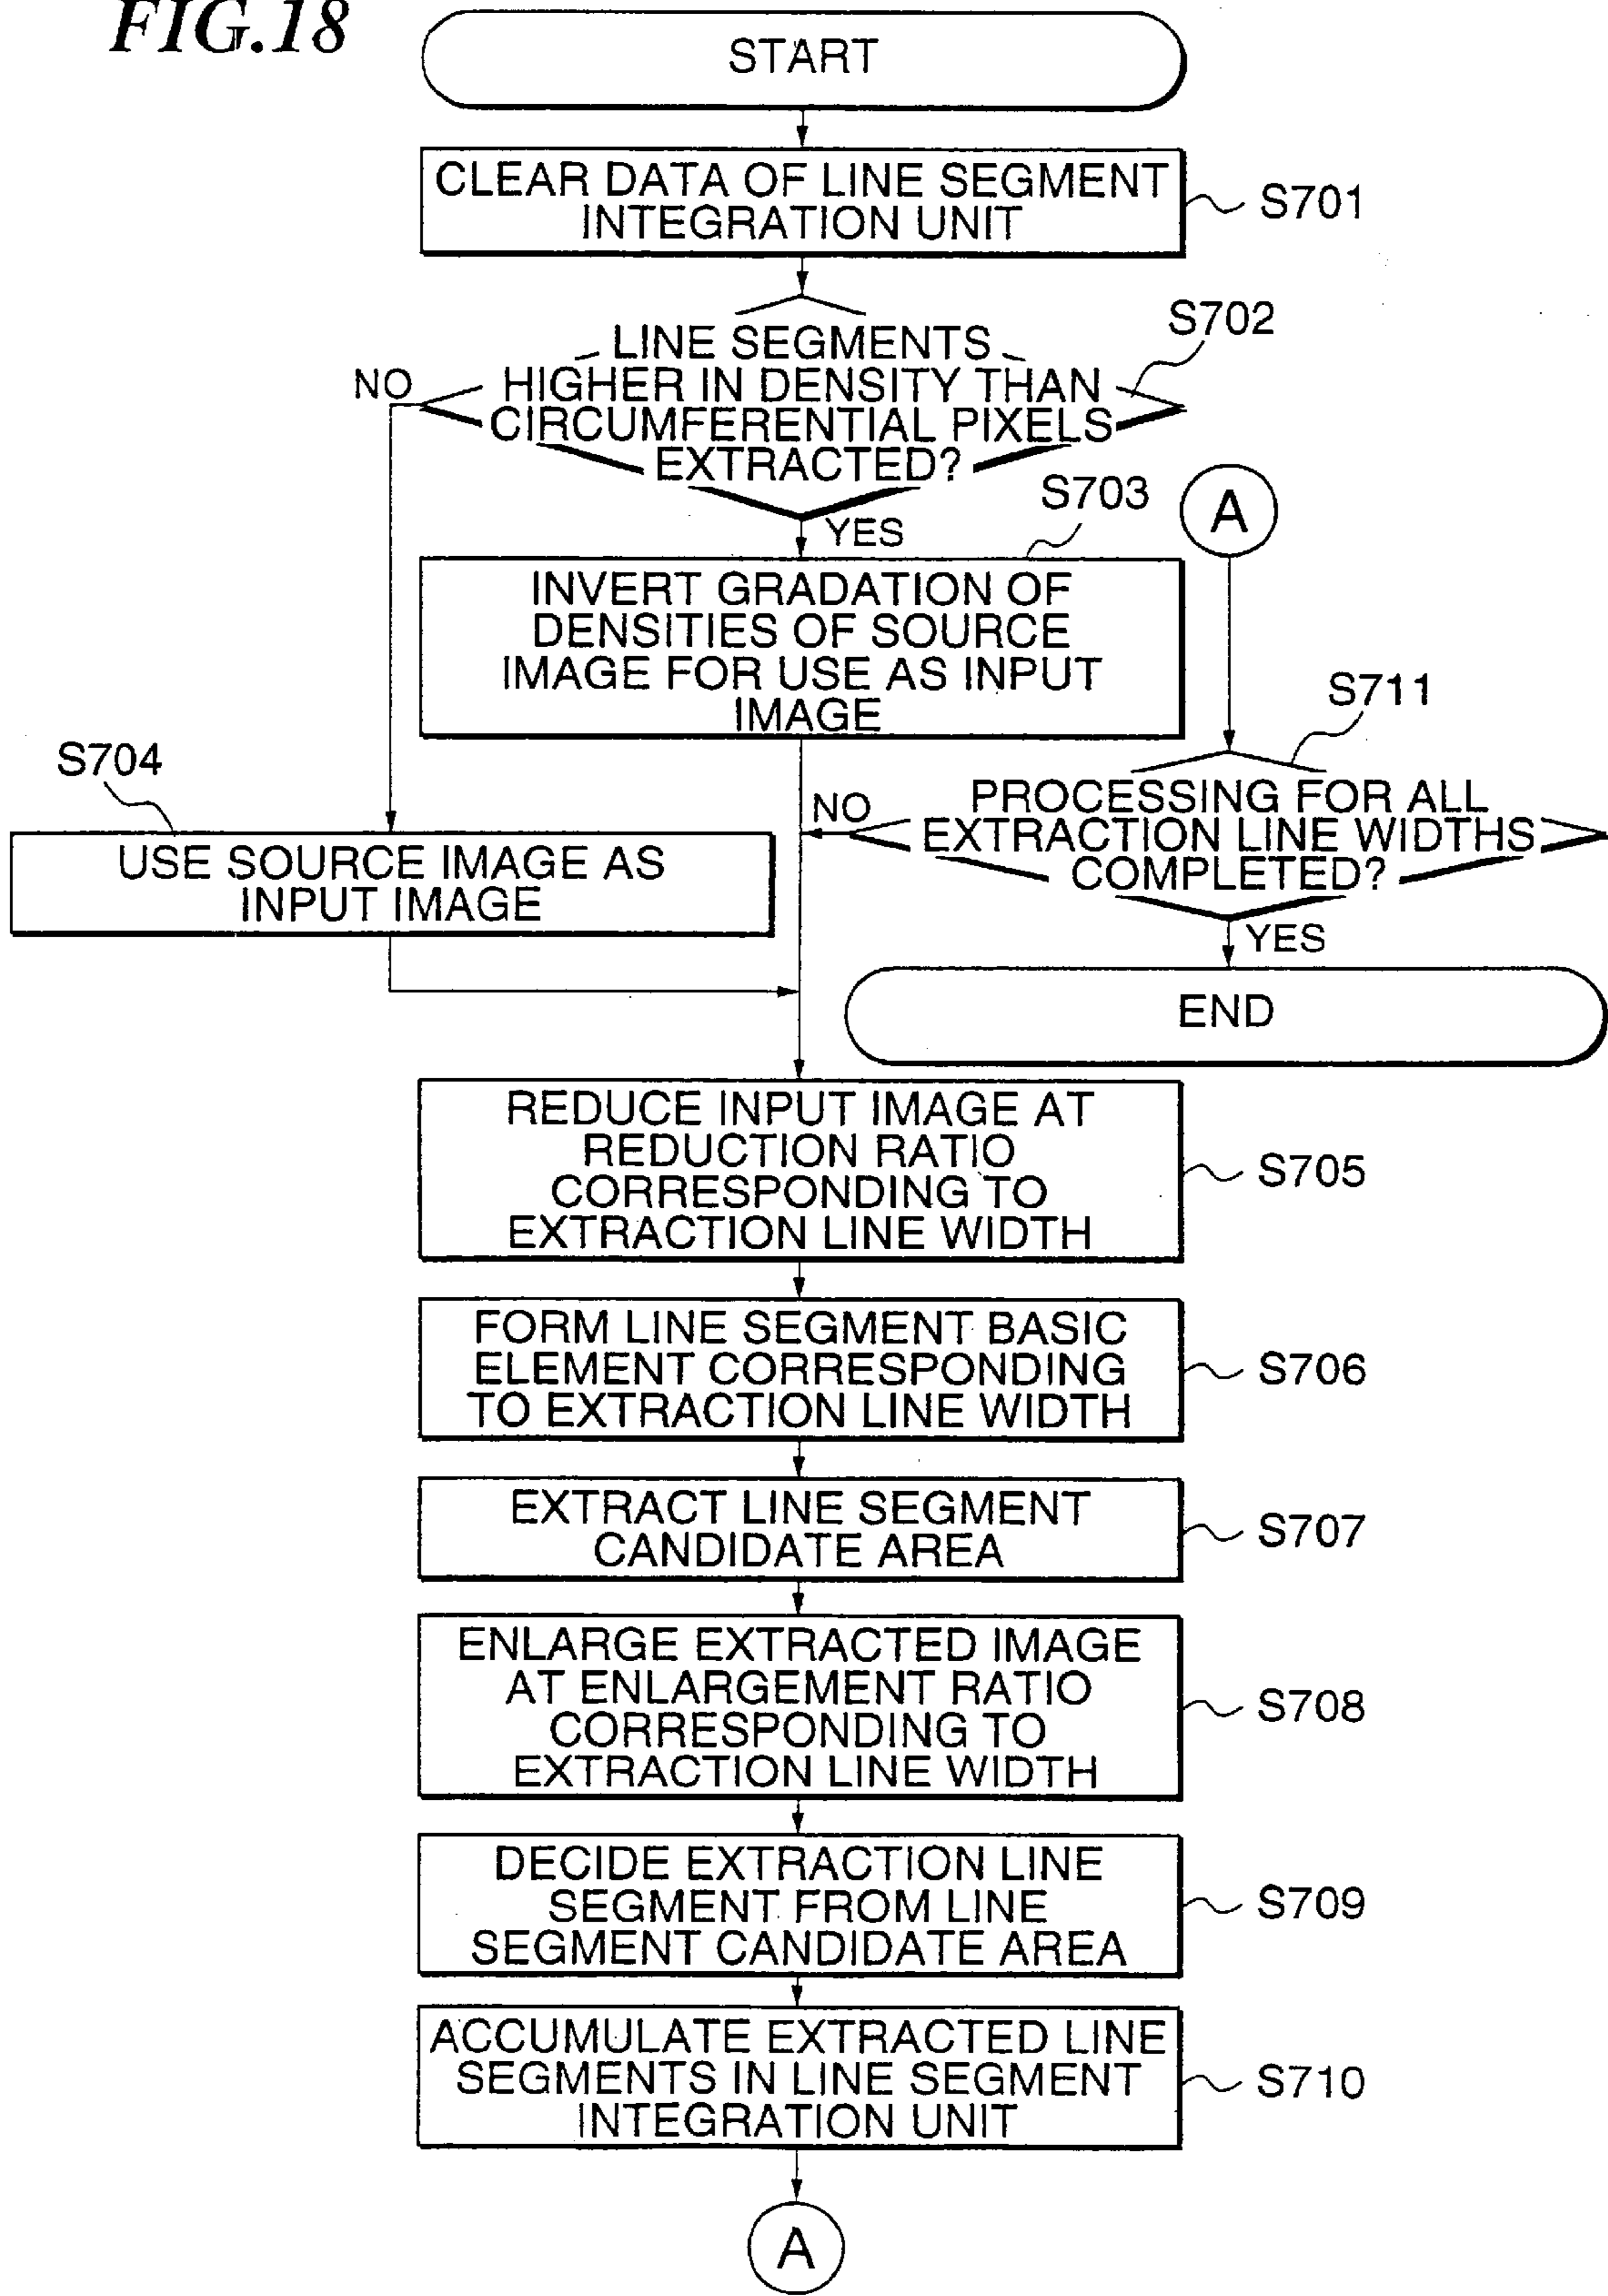 FIG.18
START
CLEAR DATA OF LINE SEGMENT
INTEGRATION UNIT
S701
LINE SEGMENTS
HIGHER IN DENSITY THAN
CIRCUMFERENTIAL PIXELS
EXTRACTED?
S702
NO
YES
S703
INVERT GRADATION OF
DENSITIES OF SOURCE
IMAGE FOR USE AS INPUT
IMAGE
A
S711
PROCESSING FOR ALL
EXTRACTION LINE WIDTHS
COMPLETED?
NO
YES
END
S704
USE SOURCE IMAGE AS
INPUT IMAGE
REDUCE INPUT IMAGE AT
REDUCTION RATIO
CORRESPONDING TO
EXTRACTION LINE WIDTH
S705
FORM LINE SEGMENT BASIC
ELEMENT CORRESPONDING
TO EXTRACTION LINE WIDTH
S706
EXTRACT LINE SEGMENT
CANDIDATE AREA
S707
ENLARGE EXTRACTED IMAGE
AT ENLARGEMENT RATIO
CORRESPONDING TO
EXTRACTION LINE WIDTH
S708
DECIDE EXTRACTION LINE
SEGMENT FROM LINE
SEGMENT CANDIDATE AREA
S709
ACCUMULATE EXTRACTED LINE
SEGMENTS IN LINE SEGMENT
INTEGRATION UNIT
S710
A